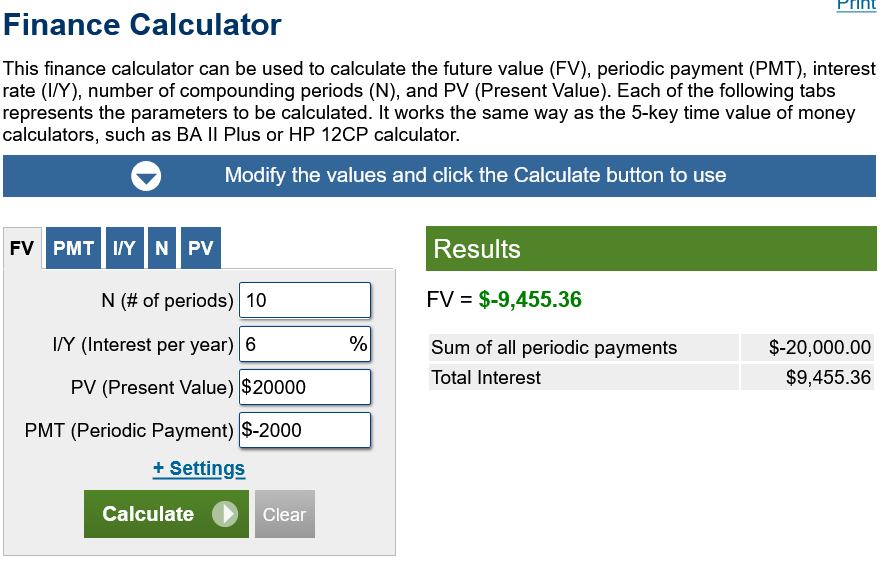 Print
Finance Calculator
This finance calculator can be used to calculate the future value (FV), periodic payment (PMT), interest
rate (I/Y), number of compounding periods (N), and PV (Present Value). Each of the following tabs
represents the parameters to be calculated. It works the same way as the 5-key time value of money
calculators, such as BA II Plus or HP 12CP calculator.
Modify the values and click the Calculate button to use
FV PMT I/Y N PV
N (# of periods) 10
I/Y (Interest per year) 6 %
PV (Present Value) $20000
PMT (Periodic Payment) $-2000
+ Settings
Calculate Clear
Results
FV = $-9,455.36
Sum of all periodic payments $-20,000.00
Total Interest $9,455.36